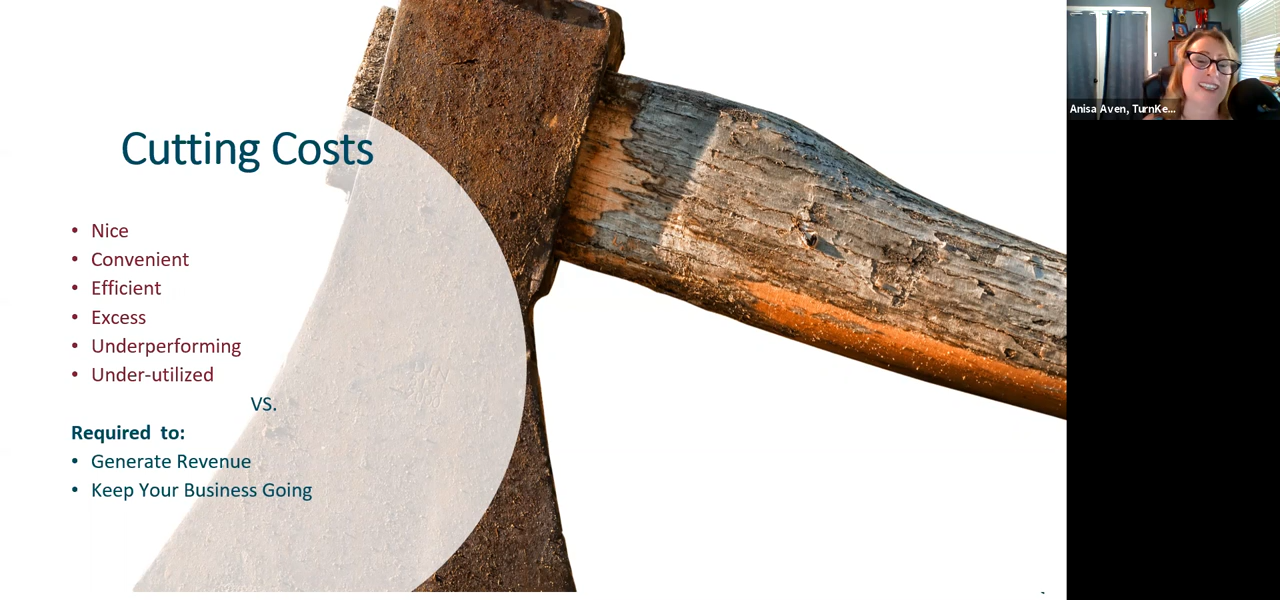 Cutting Costs
• Nice
• Convenient
• Efficient
• Excess
• Underperforming
• Under-utilized
VS.
Required  to:
• Generate Revenue
• Keep Your Business Going
Anisa Aven, TurnKe...